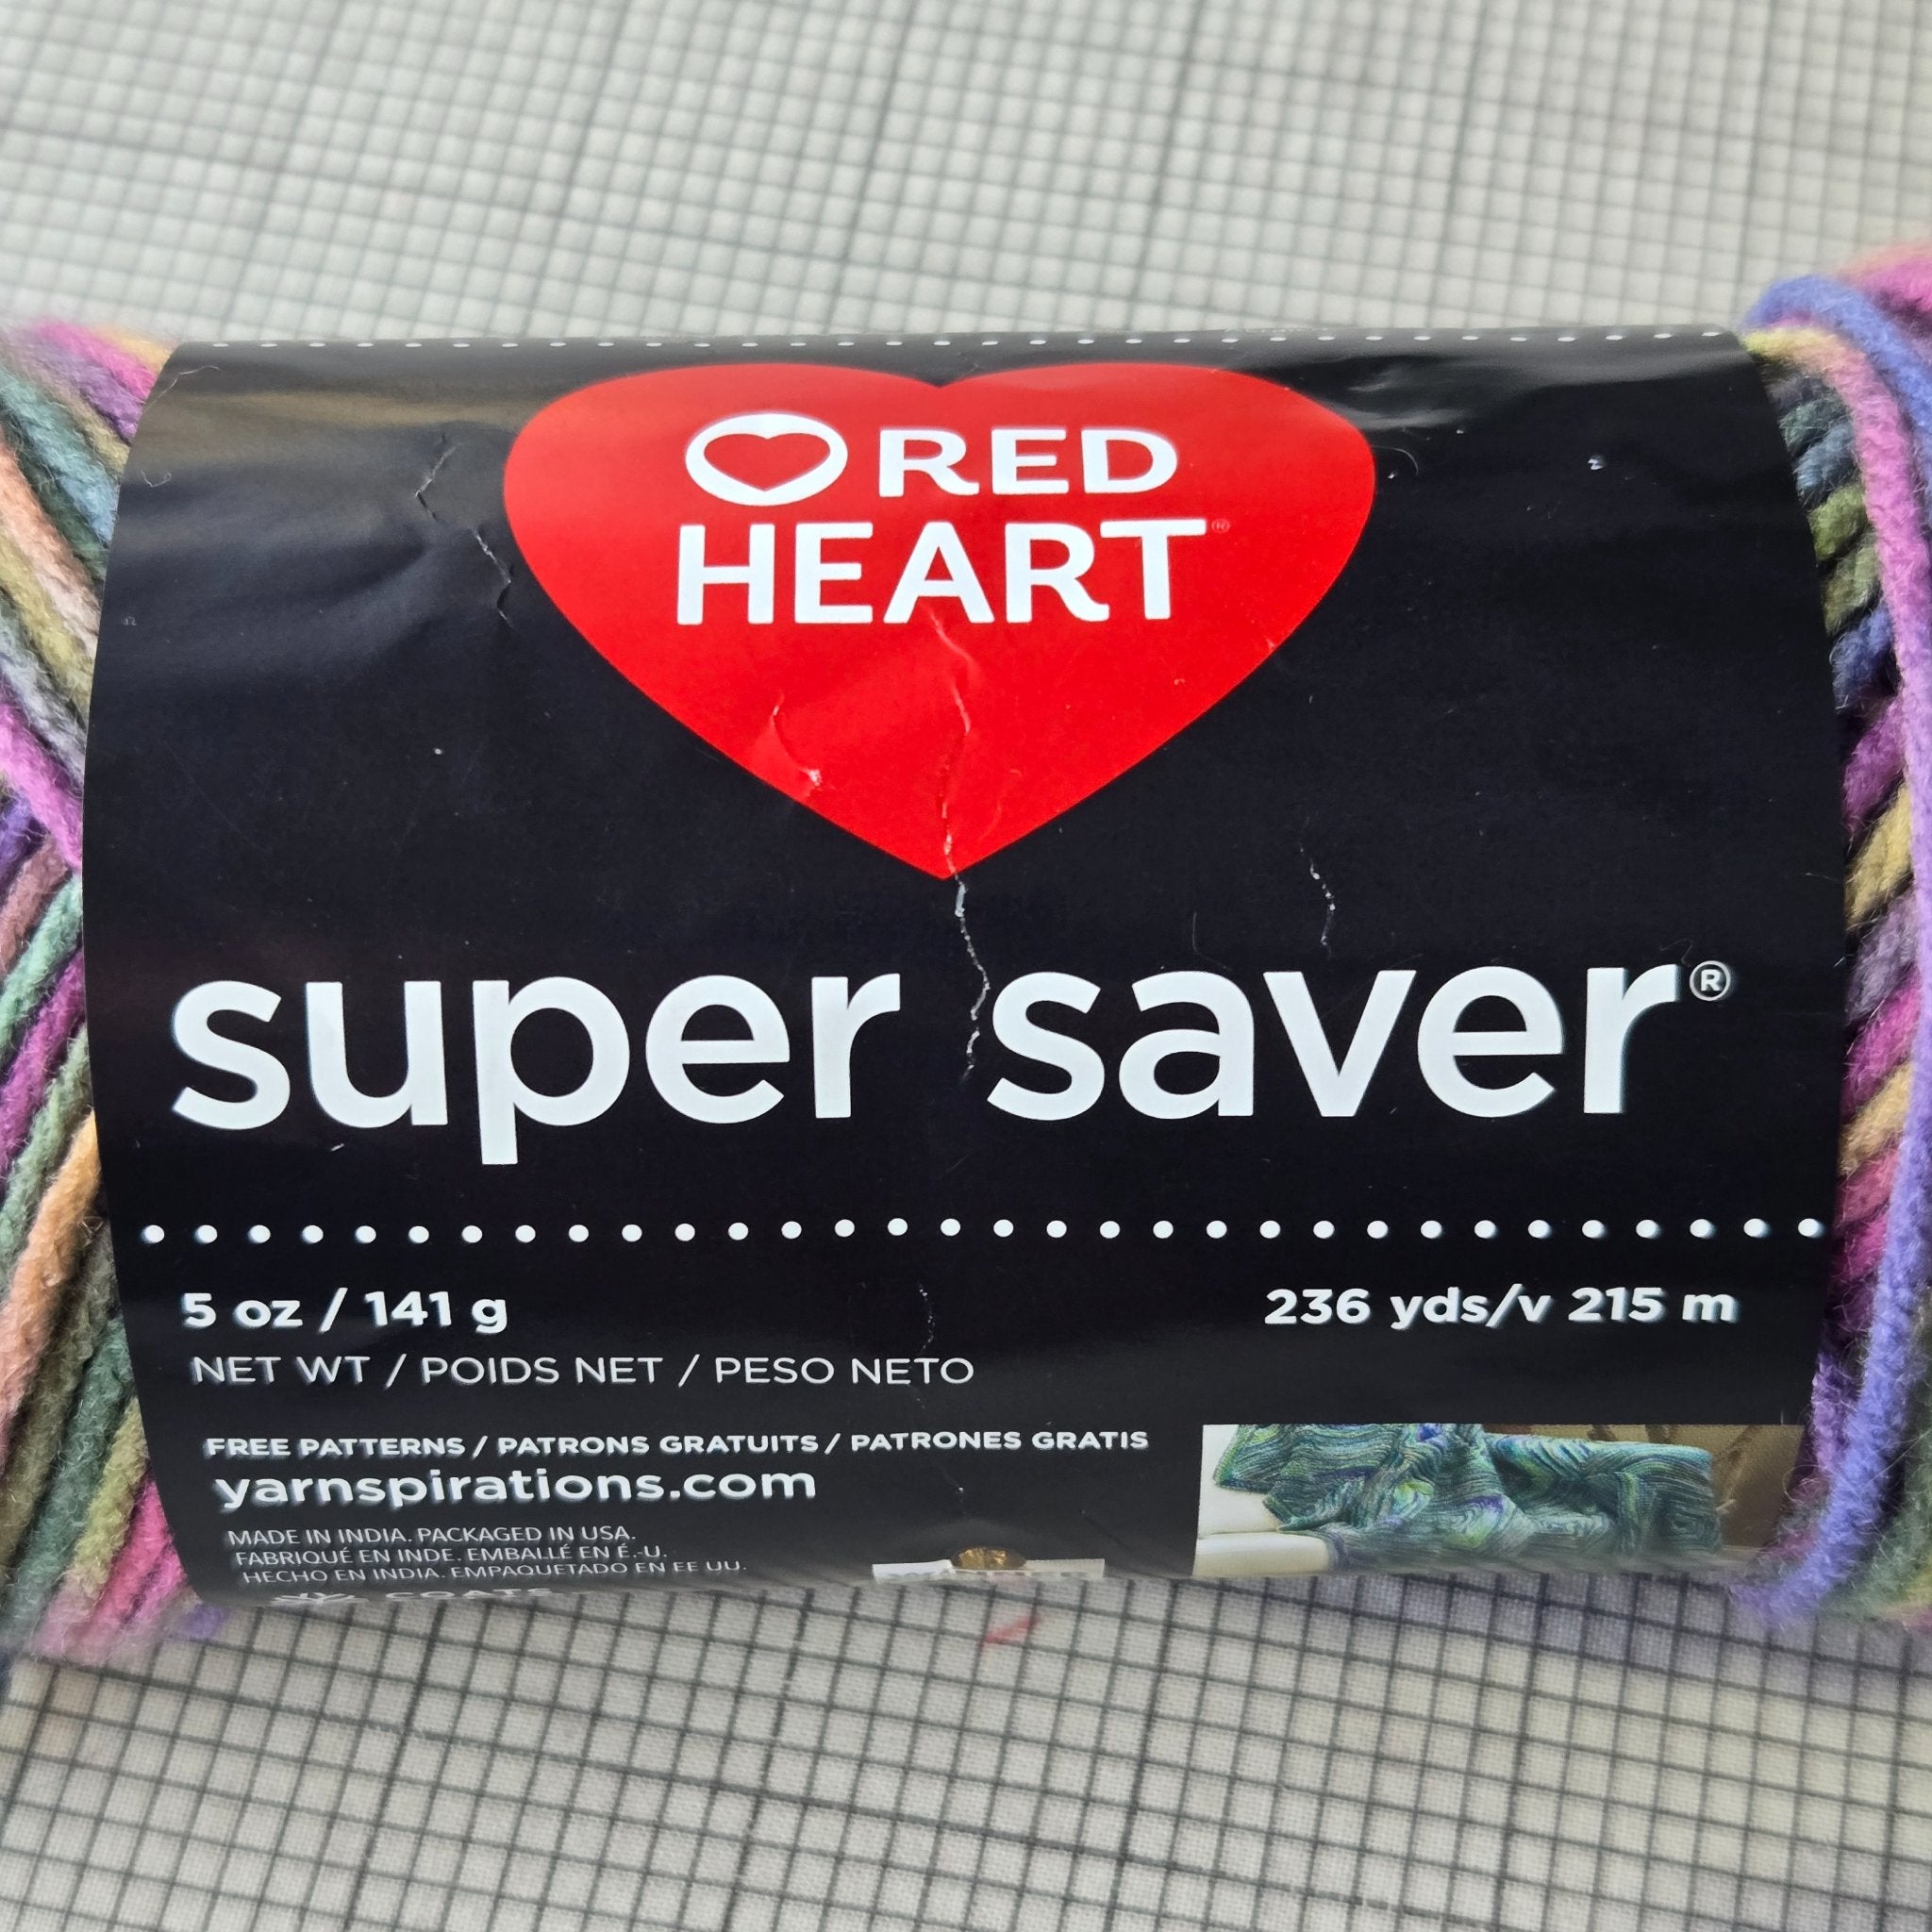 RED
HEART®
super saver®
5 oz / 141 g
236 yds/v 215 m
NET WT / POIDS NET / PESO NETO
FREE PATTERNS / PATRONS GRATUITS / PATRONES GRATIS
yarnspirations.com
MADE IN INDIA. PACKAGED IN USA.
FABRIQUÉ EN INDE. EMBALLÉ EN É.-U.
HECHO EN INDIA. EMPAQUETADO EN EE UU.
COATS